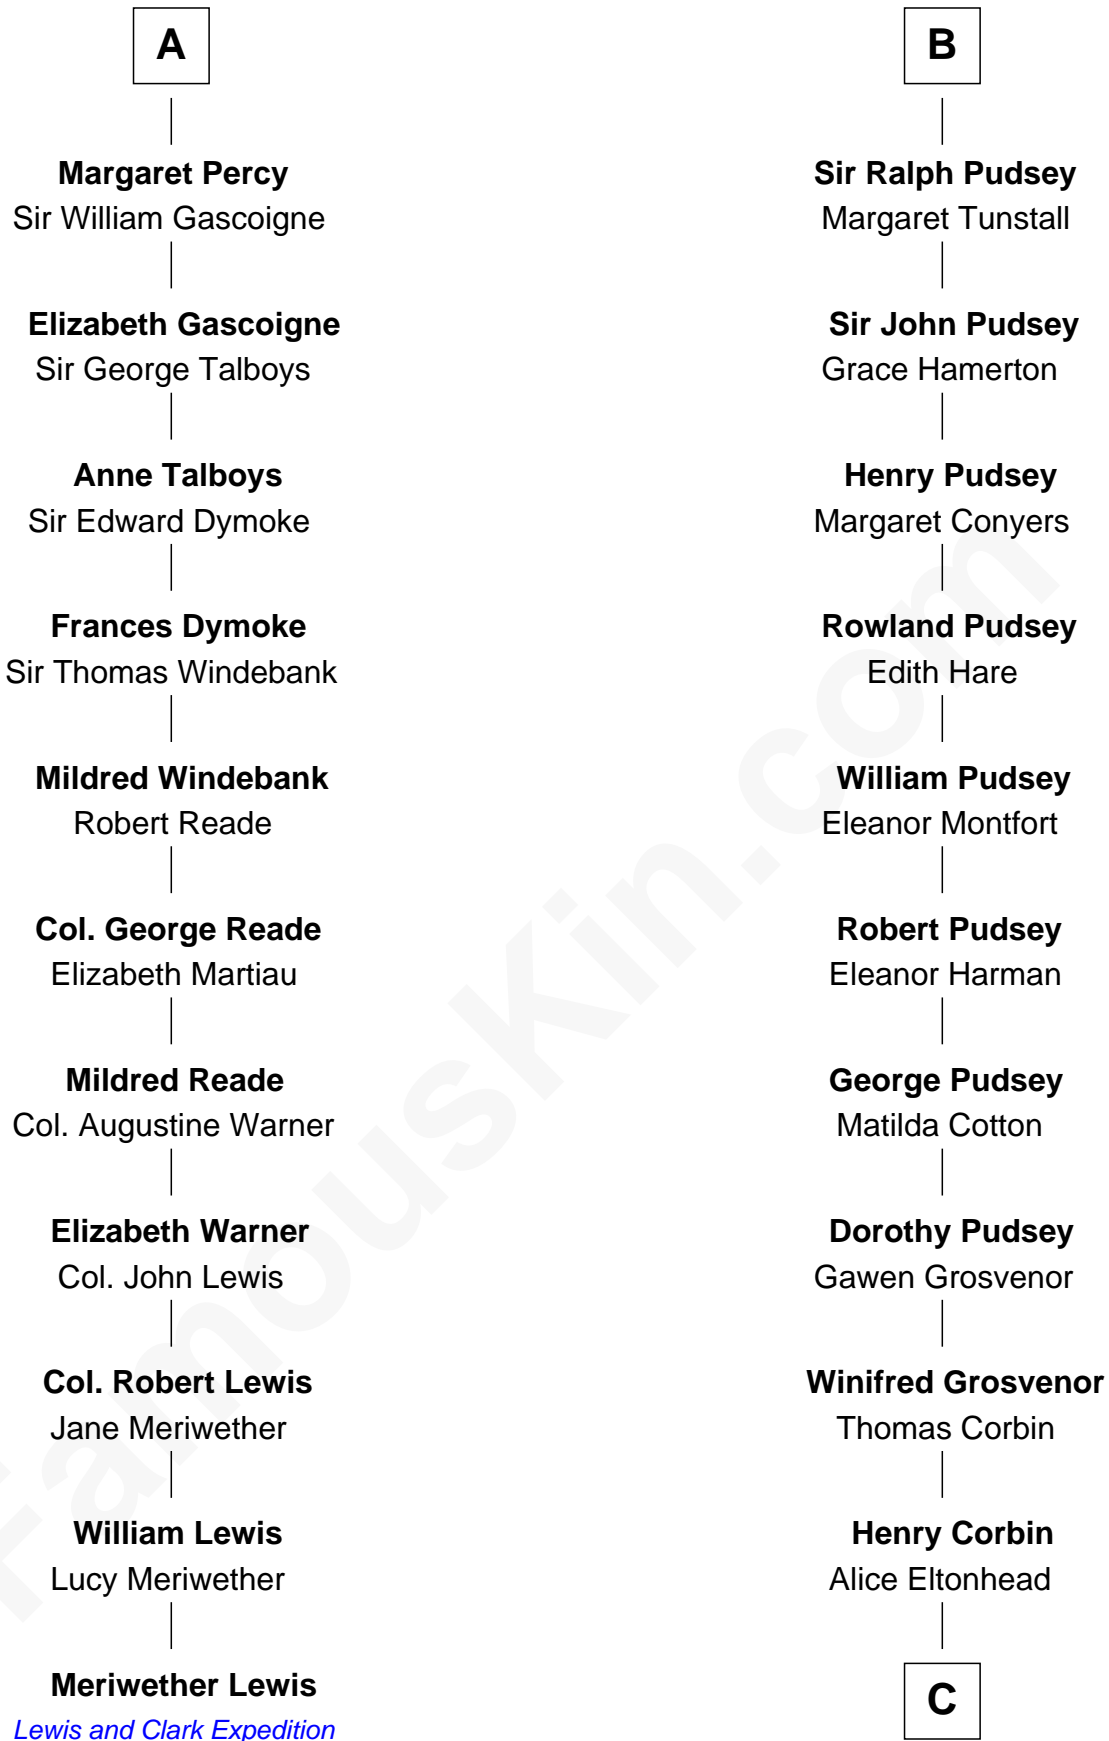 A
Margaret Percy
Sir William Gascoigne
Elizabeth Gascoigne
Sir George Talboys
Anne Talboys
Sir Edward Dymoke
Frances Dymoke
Sir Thomas Windebank
Mildred Windebank
Robert Reade
Col. George Reade
Elizabeth Martiau
Mildred Reade
Col. Augustine Warner
Elizabeth Warner
Col. John Lewis
Col. Robert Lewis
Jane Meriwether
William Lewis
Lucy Meriwether
Meriwether Lewis
Lewis and Clark Expedition
B
Sir Ralph Pudsey
Margaret Tunstall
Sir John Pudsey
Grace Hamerton
Henry Pudsey
Margaret Conyers
Rowland Pudsey
Edith Hare
William Pudsey
Eleanor Montfort
Robert Pudsey
Eleanor Harman
George Pudsey
Matilda Cotton
Dorothy Pudsey
Gawen Grosvenor
Winifred Grosvenor
Thomas Corbin
Henry Corbin
Alice Eltonhead
C
FamousKin.com